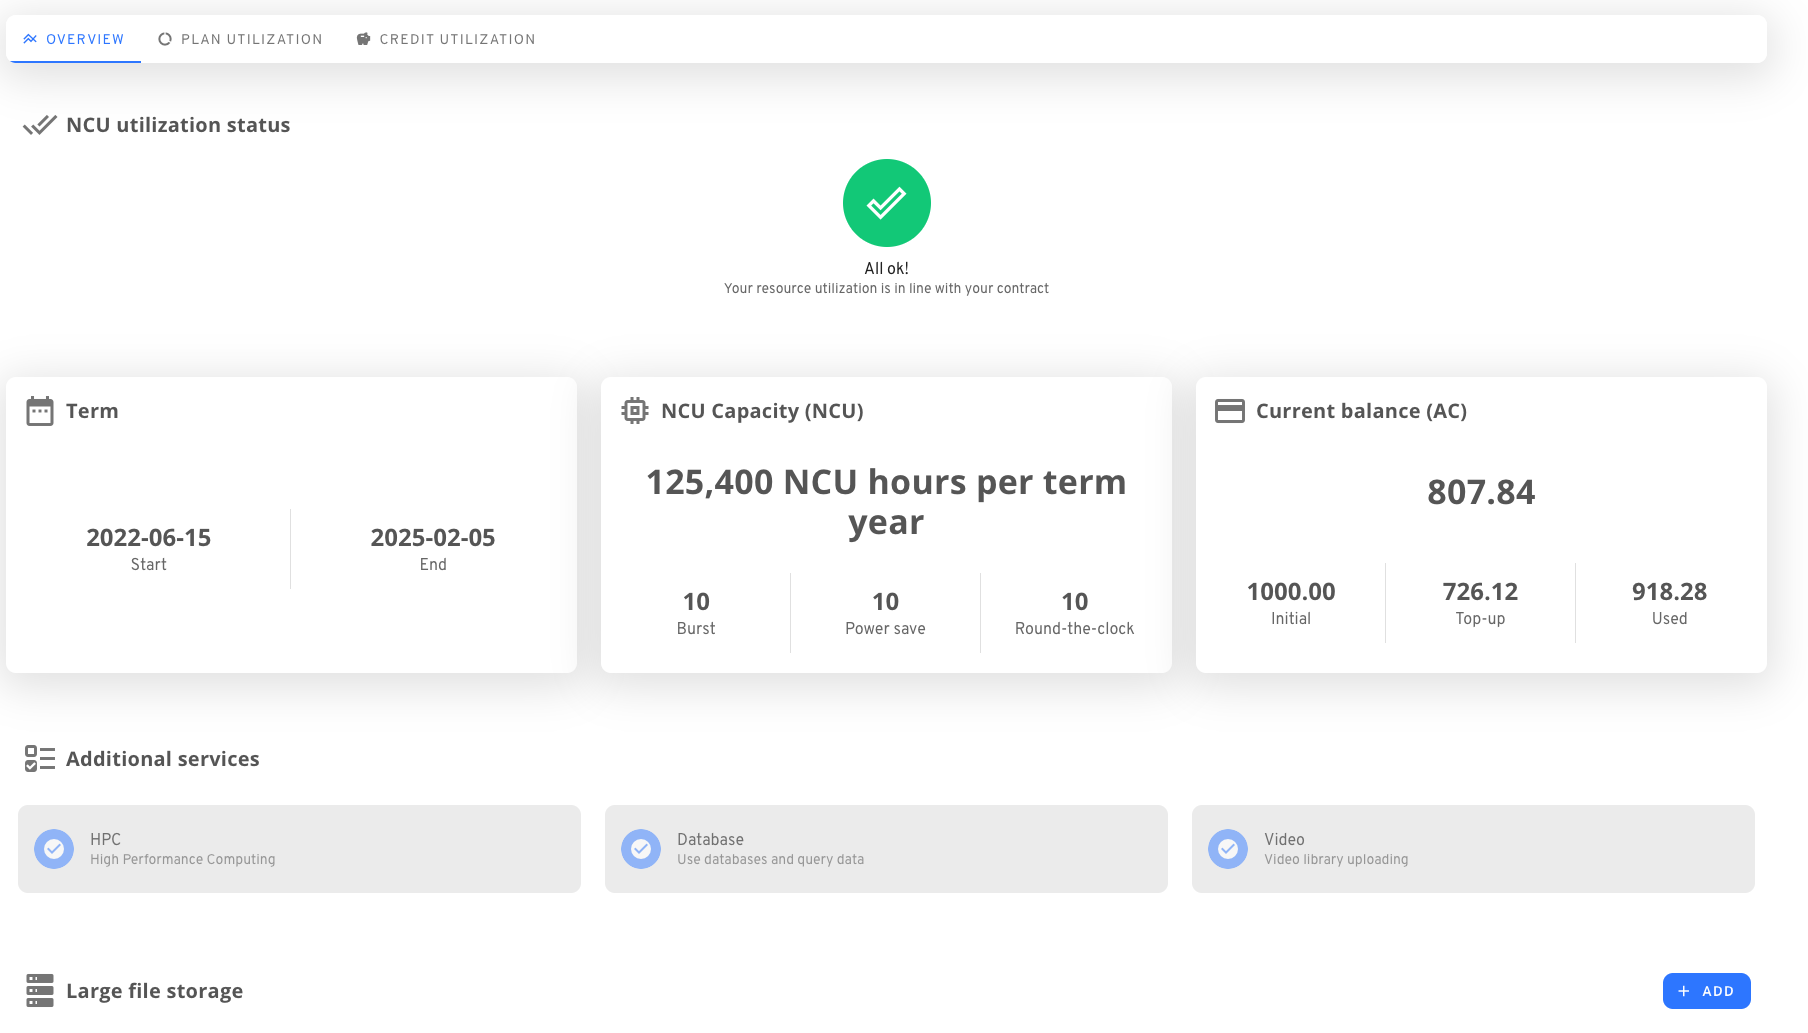 OVERVIEW
PLAN UTILIZATION
CREDIT UTILIZATION
NCU utilization status
All ok!
Your resource utilization is in line with your contract
Term
2022-06-15
Start
2025-02-05
End
NCU Capacity (NCU)
125,400 NCU hours per term
year
10
Burst
10
Power save
10
Round-the-clock
Current balance (AC)
807.84
1000.00
Initial
726.12
Top-up
918.28
Used
Additional services
HPC
High Performance Computing
Database
Use databases and query data
Video
Video library uploading
Large file storage
+ ADD